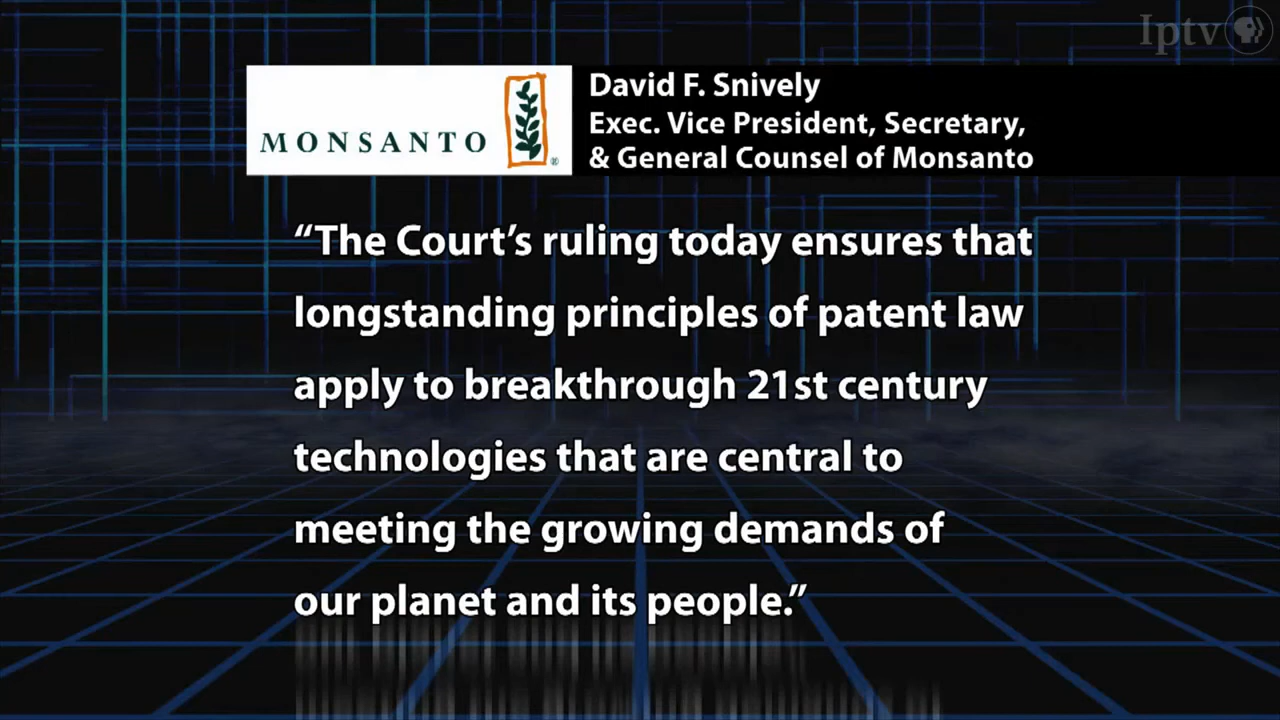 Iptv
MONSANTO
David F. Snively
Exec. Vice President, Secretary,
& General Counsel of Monsanto
“The Court’s ruling today ensures that
longstanding principles of patent law
apply to breakthrough 21st century
technologies that are central to
meeting the growing demands of
our planet and its people.”